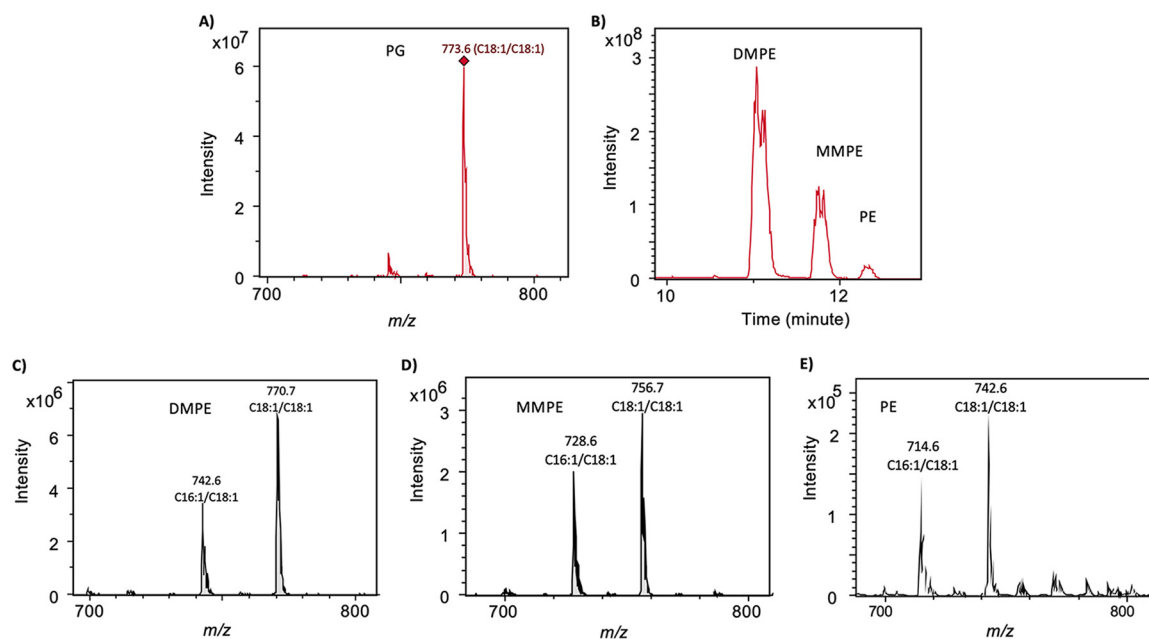 A)
x10⁷
PG
773.6 (C18:1/C18:1)
6
4
2
0
Intensity
700
800
m/z
B)
x10⁸
DMPE
MMPE
PE
3
2
1
0
Intensity
10
12
Time (minute)
C)
x10⁶
DMPE
770.7
C18:1/C18:1
742.6
C16:1/C18:1
6
4
2
0
Intensity
700
800
m/z
D)
x10⁶
MMPE
756.7
C18:1/C18:1
728.6
C16:1/C18:1
3
2
1
0
Intensity
700
800
m/z
E)
x10⁵
PE
742.6
C18:1/C18:1
714.6
C16:1/C18:1
2
1
0
Intensity
700
800
m/z